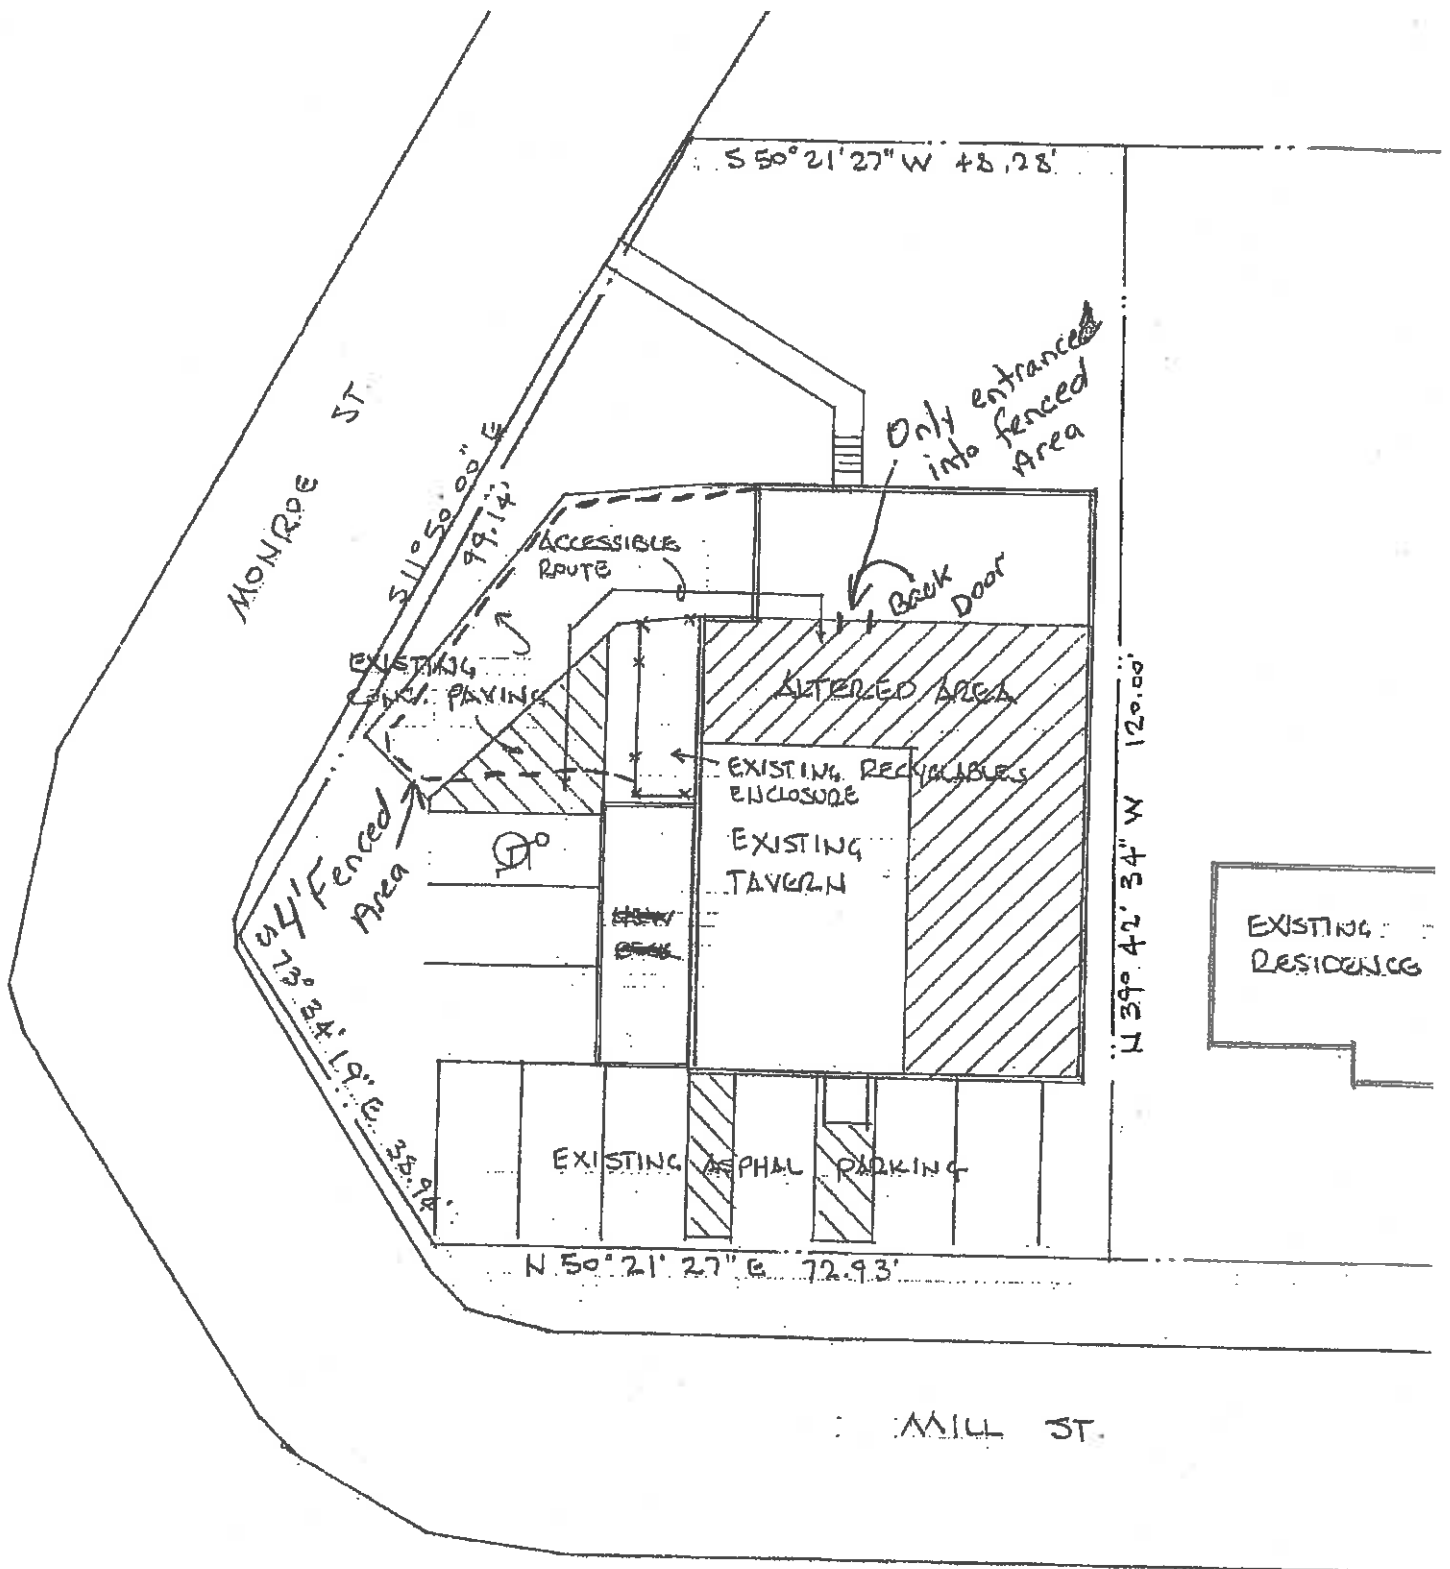 S 50° 21' 27" W 48.28'
MONROE ST.
S 11° 50' 00" E
99.14'
Only entranced
into fenced
Area
ACCESSIBLE
ROUTE
Back
Door
EXISTING
CONC. PAVING
ALTERED AREA
EXISTING RECYCLABLES
ENCLOSURE
EXISTING
TAVERN
4' Fenced
Area
N 39° 42' 34" W 120.00'
EXISTING
RESIDENCE
S 73° 34' 19" E 38.94'
EXISTING ASPHAL PARKING
N 50° 21' 27" E 72.93'
MILL ST.